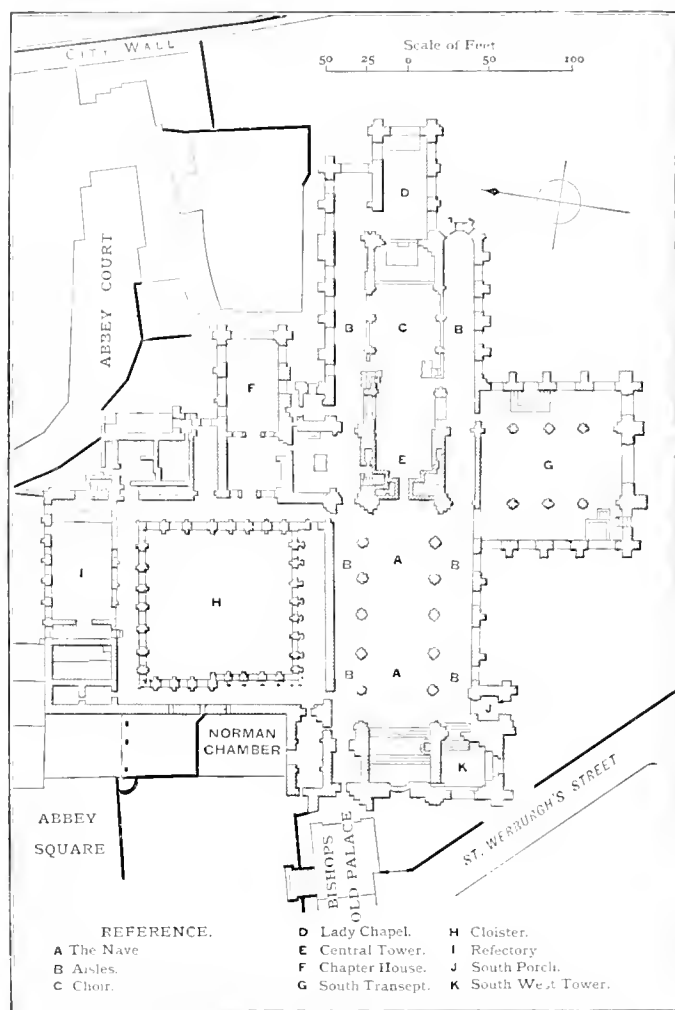 CITY WALL
Scale of Feet
50 25 0 50 100
D
ABBEY COURT
B
C
B
F
E
G
I
H
B
A
B
B
A
B
J
NORMAN
CHAMBER
K
ABBEY
SQUARE
BISHOPS
OLD PALACE
ST. WERBURGH'S STREET
REFERENCE.
A The Nave
B Aisles.
C Choir.
D Lady Chapel.
E Central Tower.
F Chapter House.
G South Transept.
H Cloister.
I Refectory
J South Porch.
K South West Tower.